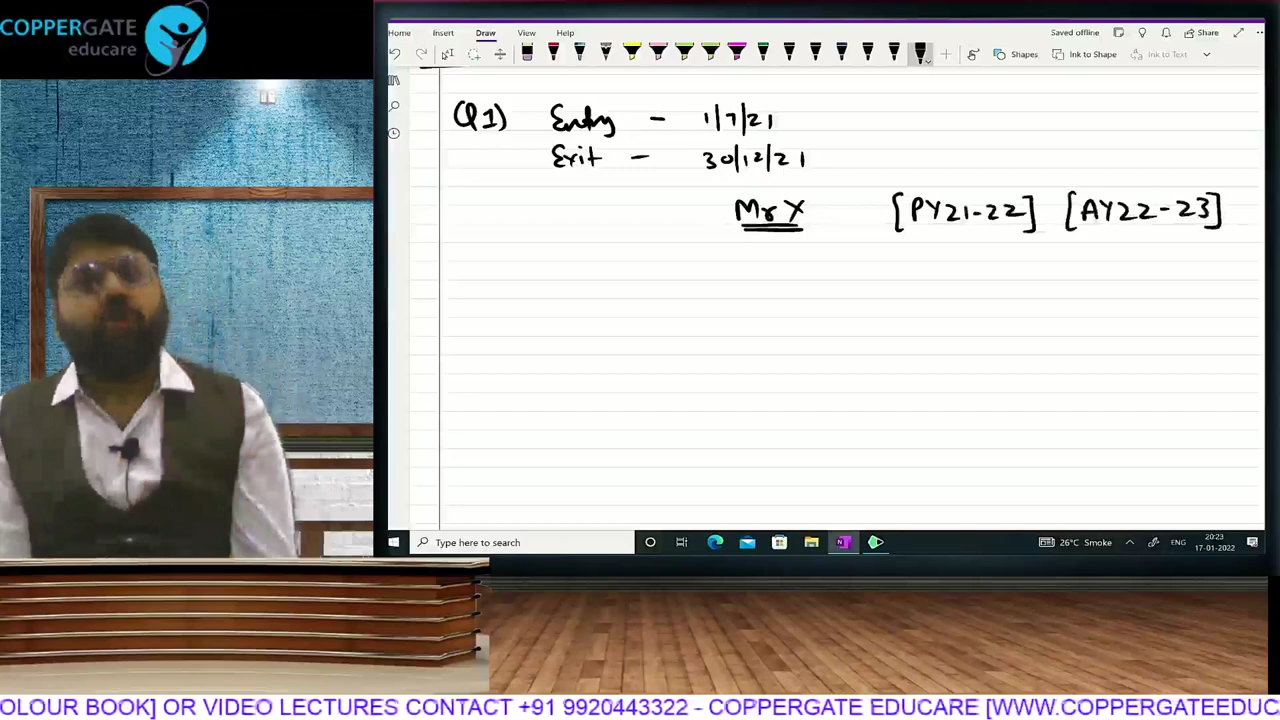 COPPERGATE
educare
Home Insert Draw View Help
Saved offline
Share
Shapes
Ink to Shape
Ink to Text
Q1) Entry - 1/7/21
Exit - 30/12/21
Mr X [PY21-22] [AY22-23]
Type here to search
26°C Smoke
ENG
20:23
17-01-2022
OLOUR BOOK] OR VIDEO LECTURES CONTACT +91 9920443322 - COPPERGATE EDUCARE [WWW.COPPERGATEEDUC